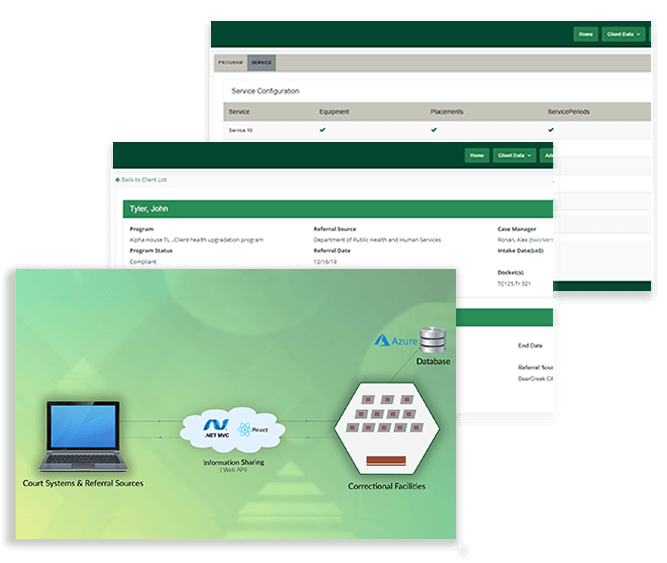 Home Client Data
PROGRAM SERVICE
Service Configuration
Service Equipment Placements ServicePeriods
Service 10
Home Client Data Ad
Back to Client List
Tyler, John
Program Referral Source Case Manager
Alpha House TL ../Client health upgradation program Department of Public Health and Human Services Ronan, Alex
Program Status Referral Date Intake Date(LoS)
Compliant 12/16/19
Docket(s)
TC125,Tr 321
End Date
Referral Sour
BearCreek Cit
Azure
Database
.NET MVC
React
Information Sharing
( Web API)
Court Systems & Referral Sources
Correctional Facilities